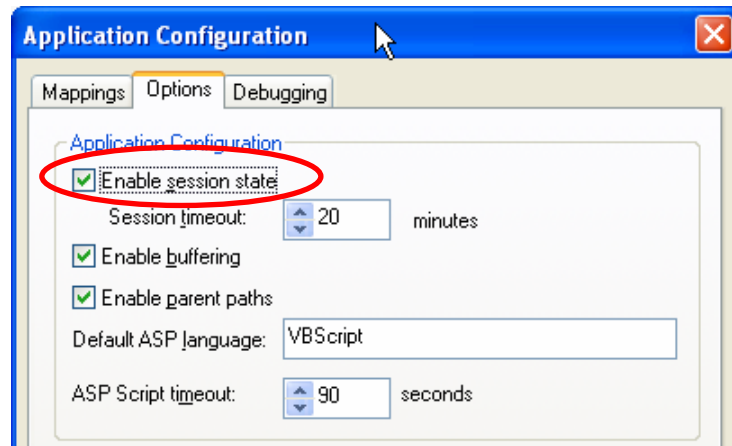 Application Configuration
Mappings Options Debugging
Application Configuration
Enable session state
Session timeout: 20 minutes
Enable buffering
Enable parent paths
Default ASP language: VBScript
ASP Script timeout: 90 seconds